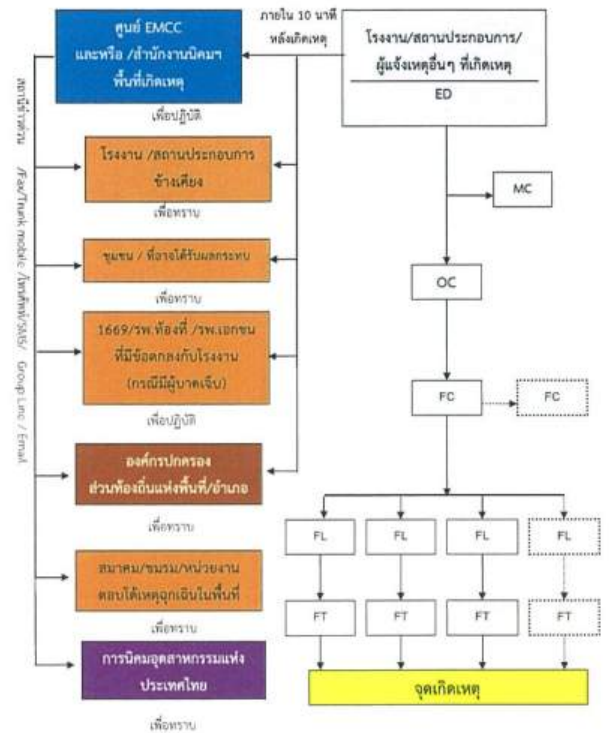 ศูนย์ EMCC
และหรือ /สำนักงานนิคมฯ
พื้นที่เกิดเหตุ
เพื่อปฏิบัติ
ภายใน 10 นาที
หลังเกิดเหตุ
โรงงาน/สถานประกอบการ/
ผู้แจ้งเหตุอื่นๆ ที่เกิดเหตุ
ED
โรงงาน /สถานประกอบการ
ข้างเคียง
เพื่อทราบ
MC
ชุมชน / ที่อาจได้รับผลกระทบ
เพื่อทราบ
OC
1669/รพ.ท้องที่ /รพ.เอกชน
ที่มีข้อตกลงกับโรงงาน
(กรณีมีผู้บาดเจ็บ)
เพื่อปฏิบัติ
FC
FC
องค์กรปกครอง
ส่วนท้องถิ่นแห่งพื้นที่/อำเภอ
เพื่อทราบ
FL
FL
FL
FL
สมาคม/ชมรม/หน่วยงาน
ตอบโต้เหตุฉุกเฉินในพื้นที่
เพื่อทราบ
FT
FT
FT
FT
การนิคมอุตสาหกรรมแห่ง
ประเทศไทย
เพื่อทราบ
จุดเกิดเหตุ
/Fax/Trunk mobile /โทรศัพท์/SMS/ Group Line / Email